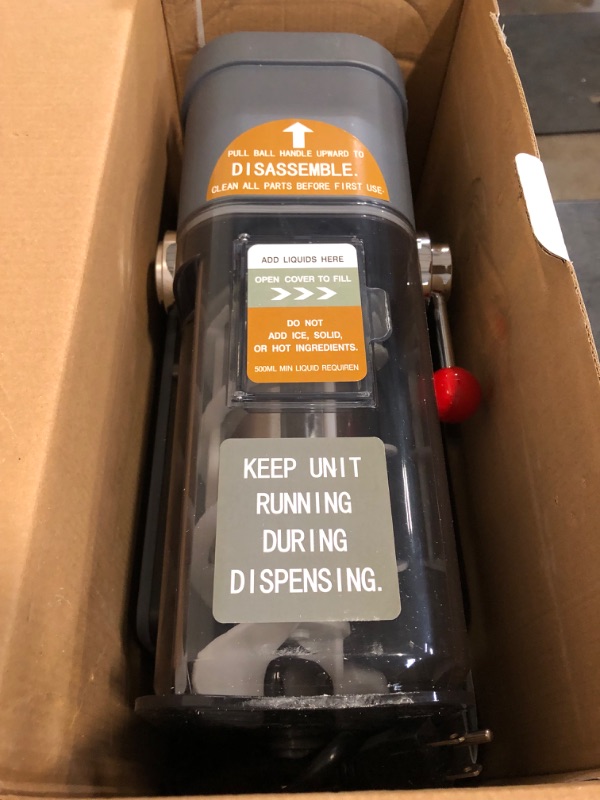 PULL BALL HANDLE UPWARD TO
DISASSEMBLE.
CLEAN ALL PARTS BEFORE FIRST USE.
ADD LIQUIDS HERE
OPEN COVER TO FILL
DO NOT
ADD ICE, SOLID,
OR HOT INGREDIENTS.
500ML MIN LIQUID REQUIREN
KEEP UNIT
RUNNING
DURING
DISPENSING.